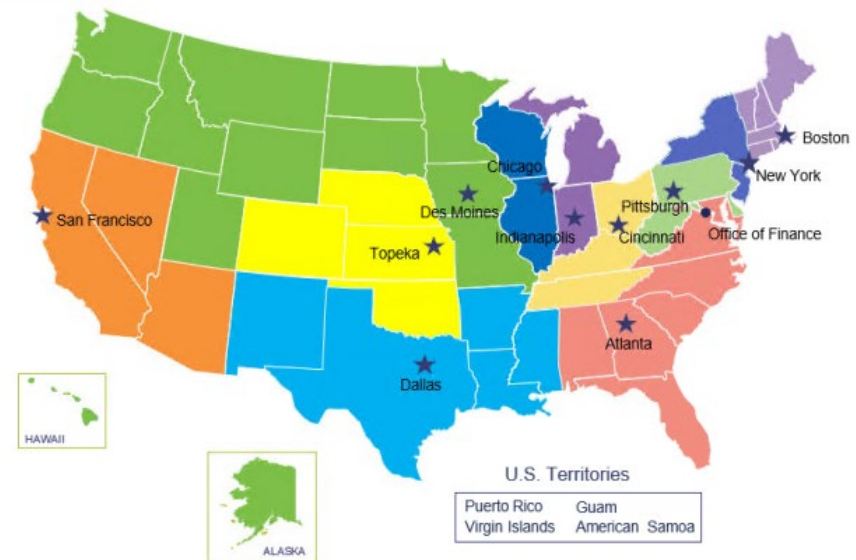 Boston
Chicago
New York
Des Moines
Pittsburgh
San Francisco
Indianapolis
Cincinnati
Office of Finance
Topeka
Atlanta
Dallas
HAWAII
ALASKA
U.S. Territories
Puerto Rico Guam
Virgin Islands American Samoa